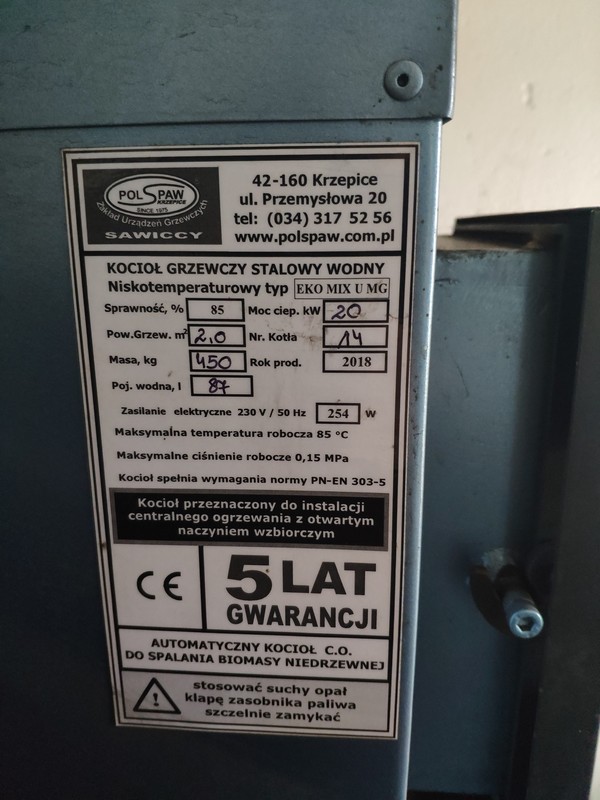 POLSPAW
KRZEPICE
SINCE 1975
Zakład Urządzeń Grzewczych
SAWICCY
42-160 Krzepice
ul. Przemysłowa 20
tel: (034) 317 52 56
www.polspaw.com.pl
KOCIOŁ GRZEWCZY STALOWY WODNY
Niskotemperaturowy typ EKO MIX U MG
Sprawność, % 85 Moc ciep. kW 20
Pow.Grzew. m² 2,0 Nr. Kotła 14
Masa, kg 450 Rok prod. 2018
Poj. wodna, l 87
Zasilanie elektryczne 230 V / 50 Hz 254 W
Maksymalna temperatura robocza 85 °C
Maksymalne ciśnienie robocze 0,15 MPa
Kocioł spełnia wymagania normy PN-EN 303-5
Kocioł przeznaczony do instalacji
centralnego ogrzewania z otwartym
naczyniem wzbiorczym
CE
5 LAT
GWARANCJI
AUTOMATYCZNY KOCIOŁ C.O.
DO SPALANIA BIOMASY NIEDRZEWNEJ
stosować suchy opał
klapę zasobnika paliwa
szczelnie zamykać